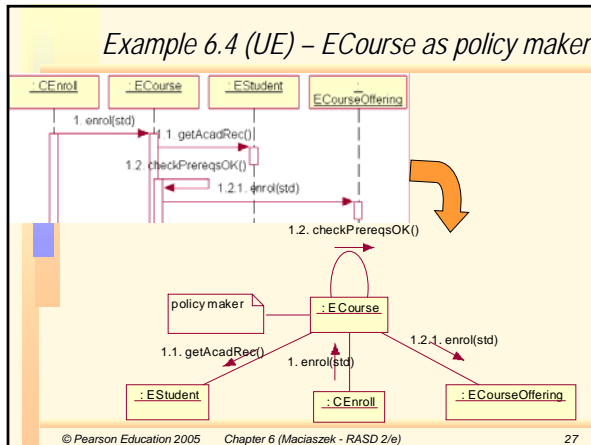 Example 6.4 (UE) – ECourse as policy maker
: CEnroll
: ECourse
: EStudent
:
ECourseOffering
1. enrol(std)
1.1. getAcadRec()
1.2. checkPrereqsOK()
1.2.1. enrol(std)
1.2. checkPrereqsOK()
policy maker
: ECourse
1.1. getAcadRec()
1. enrol(std)
1.2.1. enrol(std)
: EStudent
: CEnroll
: ECourseOffering
© Pearson Education 2005 Chapter 6 (Maciaszek - RASD 2/e) 27